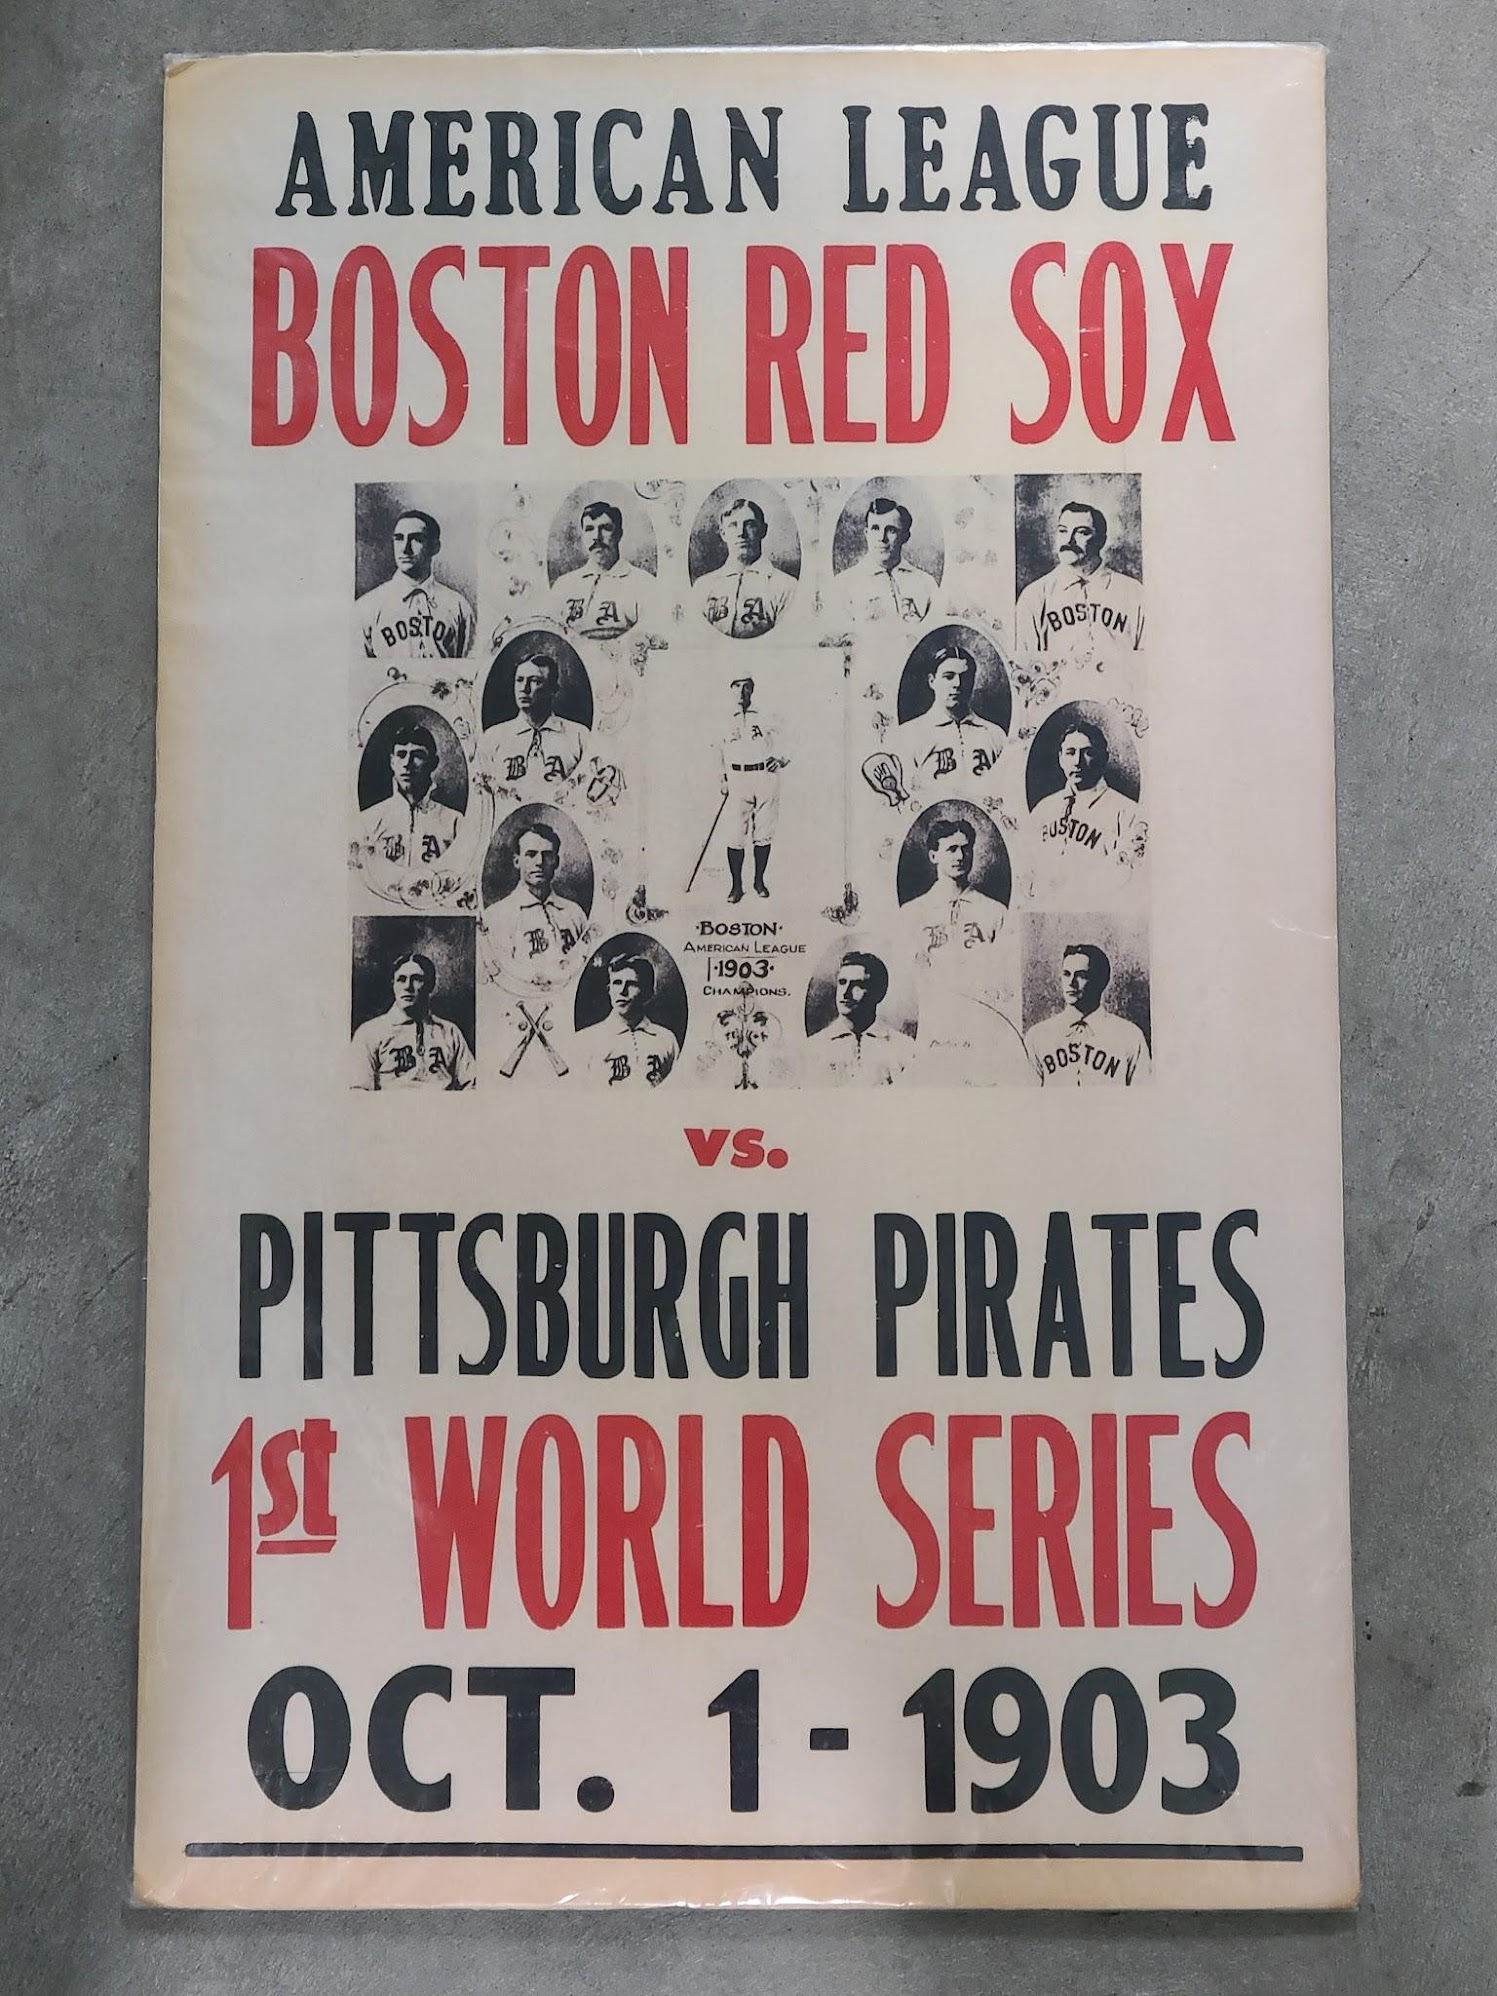 AMERICAN LEAGUE
BOSTON RED SOX
B A
B A
B A
BOSTO
BOSTON
B A
B A
B A
BOSTON
B A
B A
·BOSTON·
AMERICAN LEAGUE
·1903·
CHAMPIONS.
B A
B A
BOSTON
vs.
PITTSBURGH PIRATES
1st WORLD SERIES
OCT. 1 - 1903